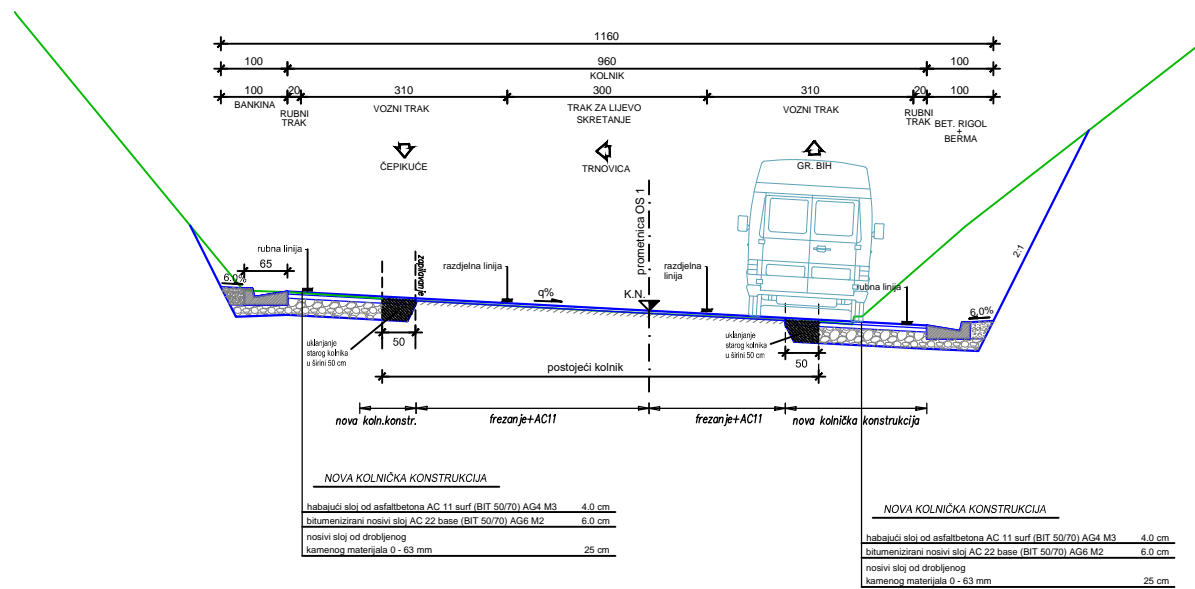 1160
100 960 100
KOLNIK
100 20 310 300 310 20 100
BANKINA
RUBNI
TRAK
VOZNI TRAK
TRAK ZA LIJEVO
SKRETANJE
VOZNI TRAK
RUBNI
TRAK
BET. RIGOL
+
BERMA
ČEPIKUĆE
TRNOVICA
GR. BIH
prometnica OS 1
rubna linija
zapilavanje
65
6.0%
razdjelna
linija
q%
K.N.
razdjelna
linija
rubna linija
2:1
6.0%
uklanjanje
starog kolnika
u širini 50 cm
50
uklanjanje
starog kolnika
u širini 50 cm
50
postojeći kolnik
nova koln.konstr.
frezanje+AC11
frezanje+AC11
nova kolnička konstrukcija
NOVA KOLNIČKA KONSTRUKCIJA
habajući sloj od asfaltbetona AC 11 surf (BIT 50/70) AG4 M3 4.0 cm
bitumenizirani nosivi sloj AC 22 base (BIT 50/70) AG6 M2 6.0 cm
nosivi sloj od drobljenog
kamenog materijala 0 - 63 mm 25 cm
NOVA KOLNIČKA KONSTRUKCIJA
habajući sloj od asfaltbetona AC 11 surf (BIT 50/70) AG4 M3 4.0 cm
bitumenizirani nosivi sloj AC 22 base (BIT 50/70) AG6 M2 6.0 cm
nosivi sloj od drobljenog
kamenog materijala 0 - 63 mm 25 cm